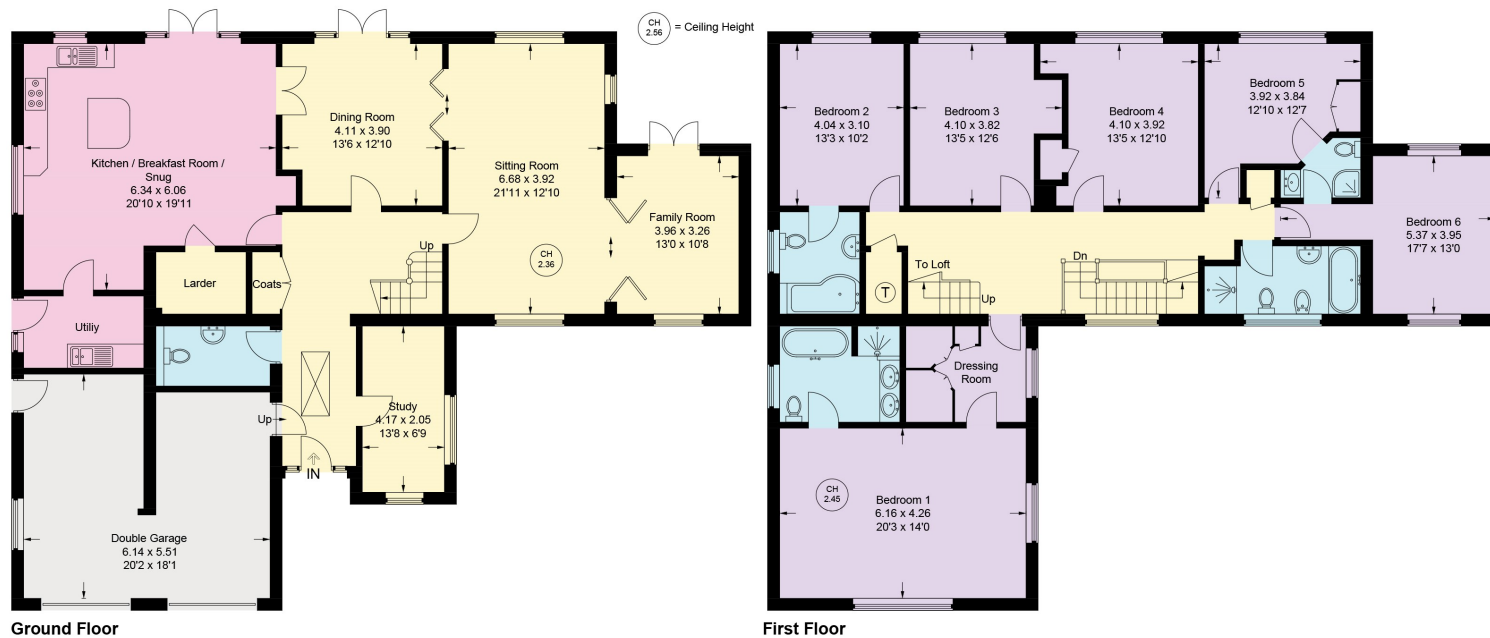 CH
2.56
= Ceiling Height
Kitchen / Breakfast Room /
Snug
6.34 x 6.06
20'10 x 19'11
Dining Room
4.11 x 3.90
13'6 x 12'10
Sitting Room
6.68 x 3.92
21'11 x 12'10
CH
2.36
Family Room
3.96 x 3.26
13'0 x 10'8
Larder
Coats
Up
Utiliy
Up
Study
4.17 x 2.05
13'8 x 6'9
IN
Double Garage
6.14 x 5.51
20'2 x 18'1
Ground Floor
Bedroom 2
4.04 x 3.10
13'3 x 10'2
Bedroom 3
4.10 x 3.82
13'5 x 12'6
Bedroom 4
4.10 x 3.92
13'5 x 12'10
Bedroom 5
3.92 x 3.84
12'10 x 12'7
Bedroom 6
5.37 x 3.95
17'7 x 13'0
To Loft
Up
Dn
T
Dressing
Room
CH
2.45
Bedroom 1
6.16 x 4.26
20'3 x 14'0
First Floor